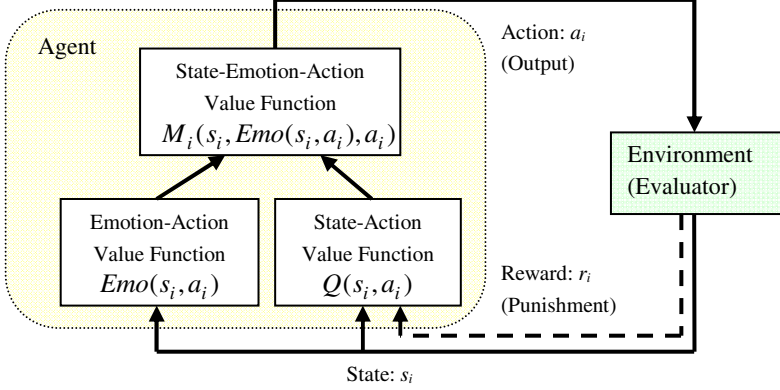 Agent
State-Emotion-Action
Value Function
M_i(s_i, Emo(s_i,a_i),a_i)
Emotion-Action
Value Function
Emo(s_i,a_i)
State-Action
Value Function
Q(s_i,a_i)
Action: a_i
(Output)
Environment
(Evaluator)
Reward: r_i
(Punishment)
State: s_i